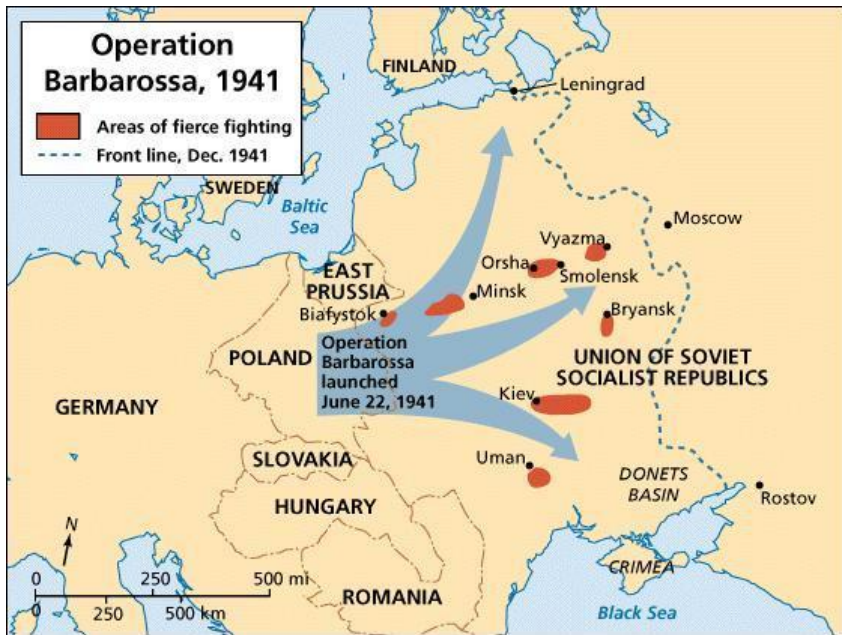 Operation
Barbarossa, 1941
Areas of fierce fighting
Front line, Dec. 1941
FINLAND
Leningrad
SWEDEN
Baltic
Sea
Moscow
Vyazma
Orsha
Smolensk
EAST
PRUSSIA
Minsk
Biafystok
Bryansk
Operation
Barbarossa
launched
June 22, 1941
POLAND
UNION OF SOVIET
SOCIALIST REPUBLICS
GERMANY
Kiev
SLOVAKIA
Uman
DONETS
BASIN
Rostov
HUNGARY
N
CRIMEA
0 250 500 mi
0 250 500 km
ROMANIA
Black Sea